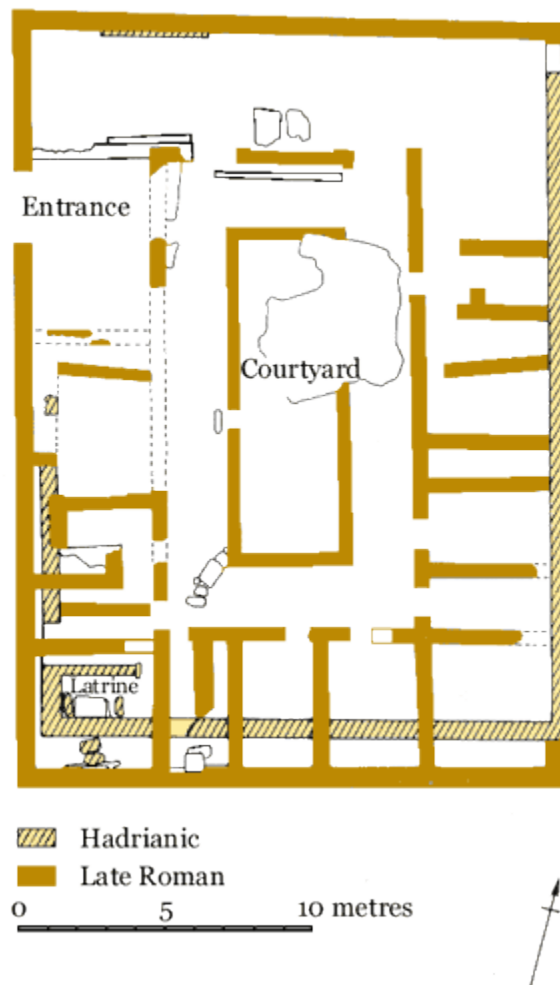 Entrance
Courtyard
Latrine
Hadrianic
Late Roman
0 5 10 metres